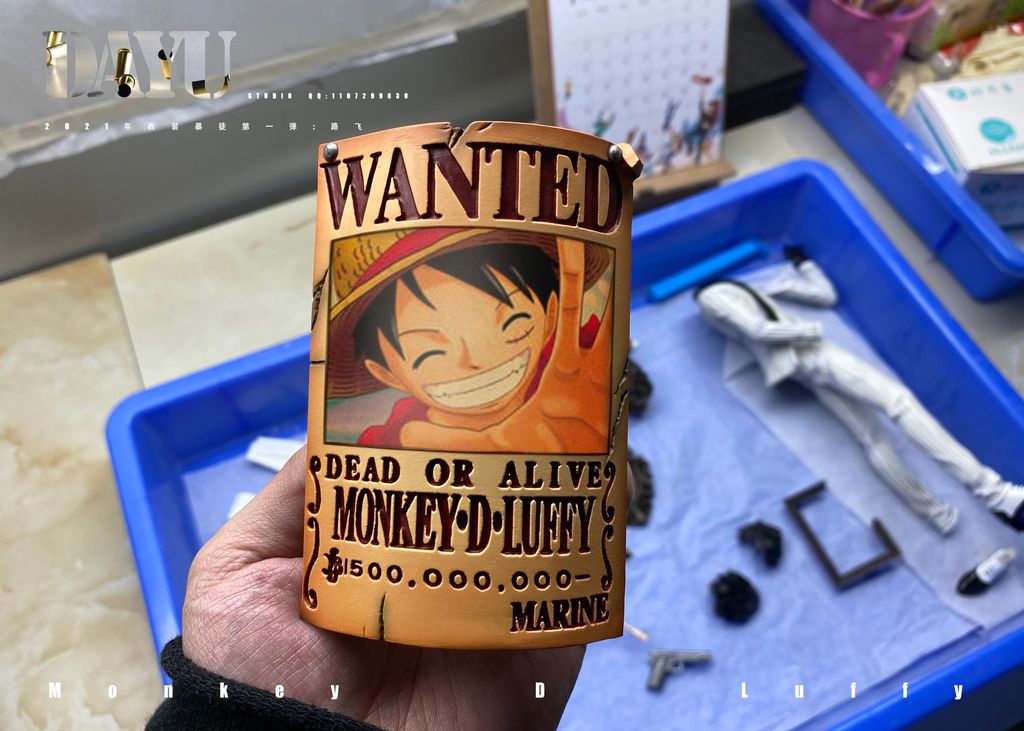 DAYU
STUDIO QQ:1107299630
2021年西装暴徒第一弹：路飞
WANTED
DEAD OR ALIVE
MONKEY·D·LUFFY
฿1500,000,000-
MARINE
Monkey D Luffy